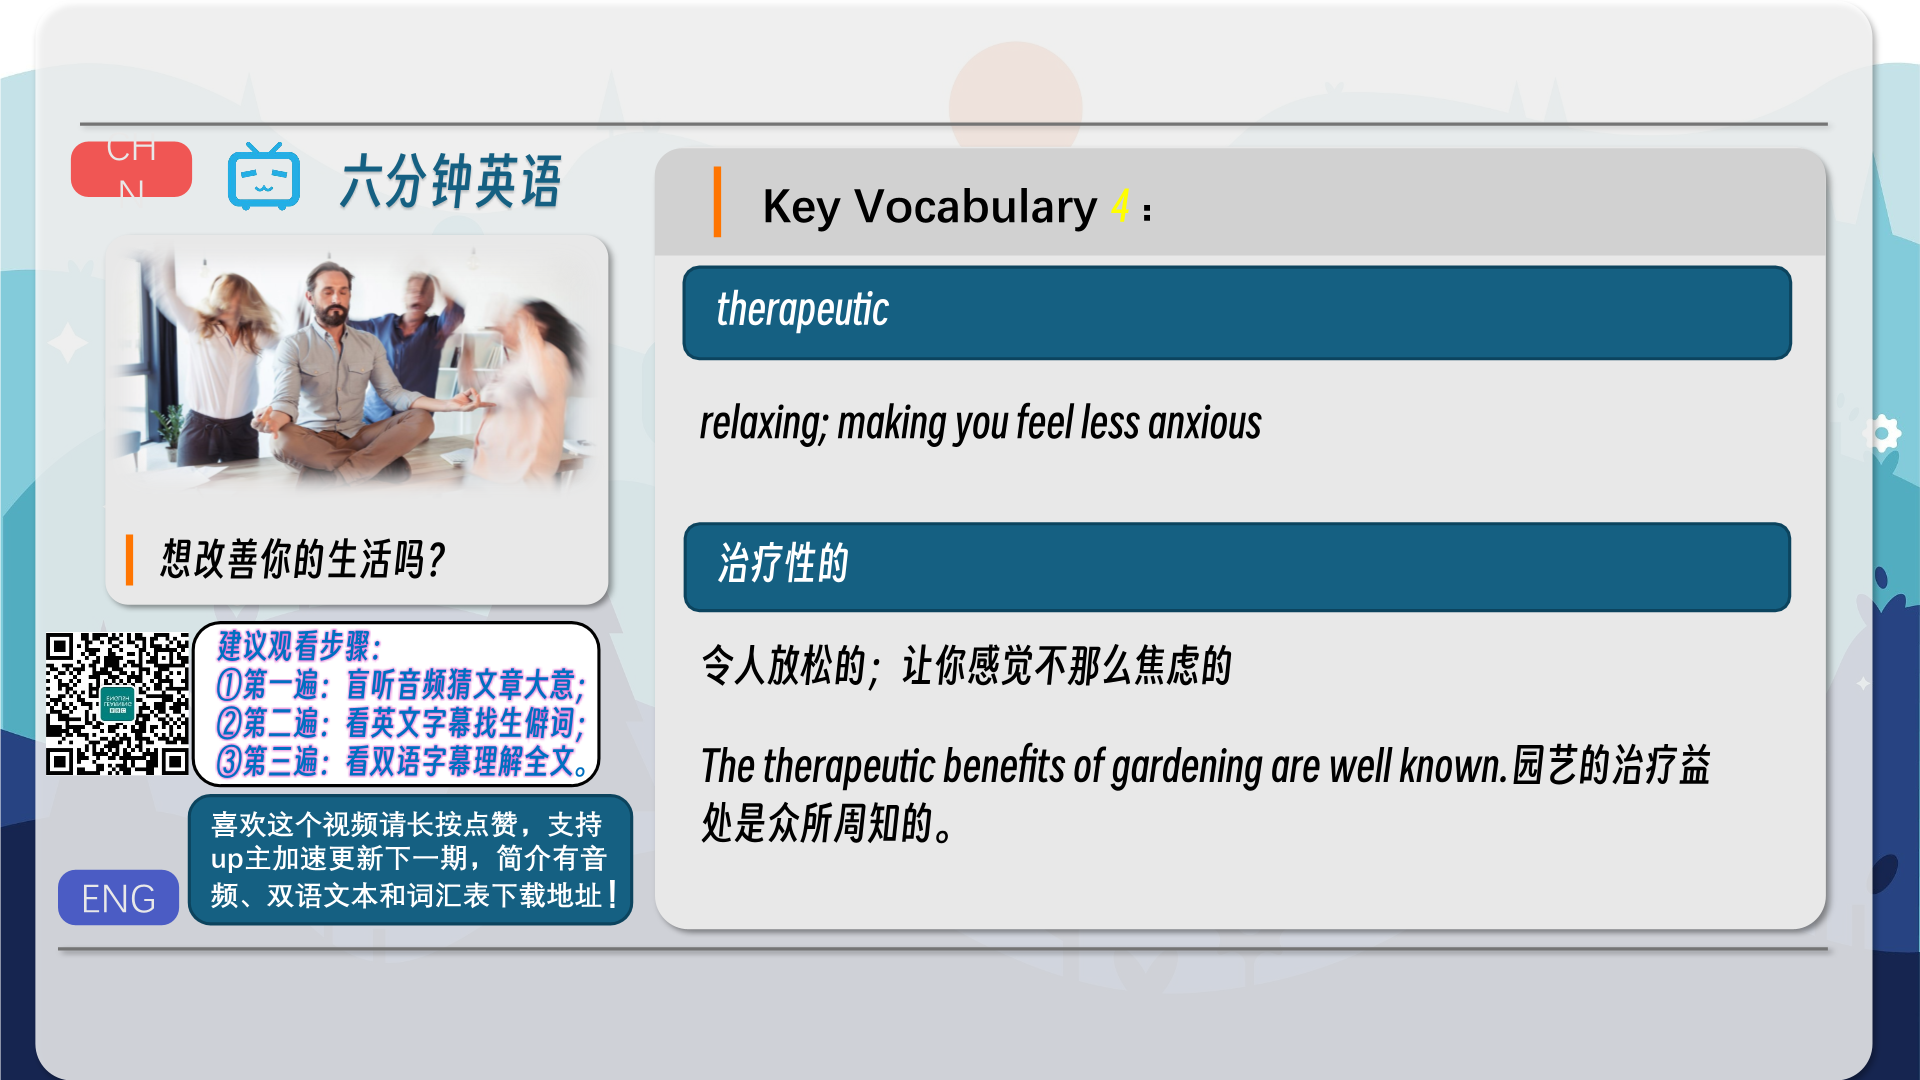 CH
N
六分钟英语
想改善你的生活吗？
建议观看步骤：
①第一遍：盲听音频猜文章大意；
②第二遍：看英文字幕找生僻词；
③第三遍：看双语字幕理解全文。
喜欢这个视频请长按点赞，支持
up主加速更新下一期，简介有音
频、双语文本和词汇表下载地址！
ENG
Key Vocabulary 4：
therapeutic
relaxing; making you feel less anxious
治疗性的
令人放松的；让你感觉不那么焦虑的
The therapeutic benefits of gardening are well known.园艺的治疗益
处是众所周知的。